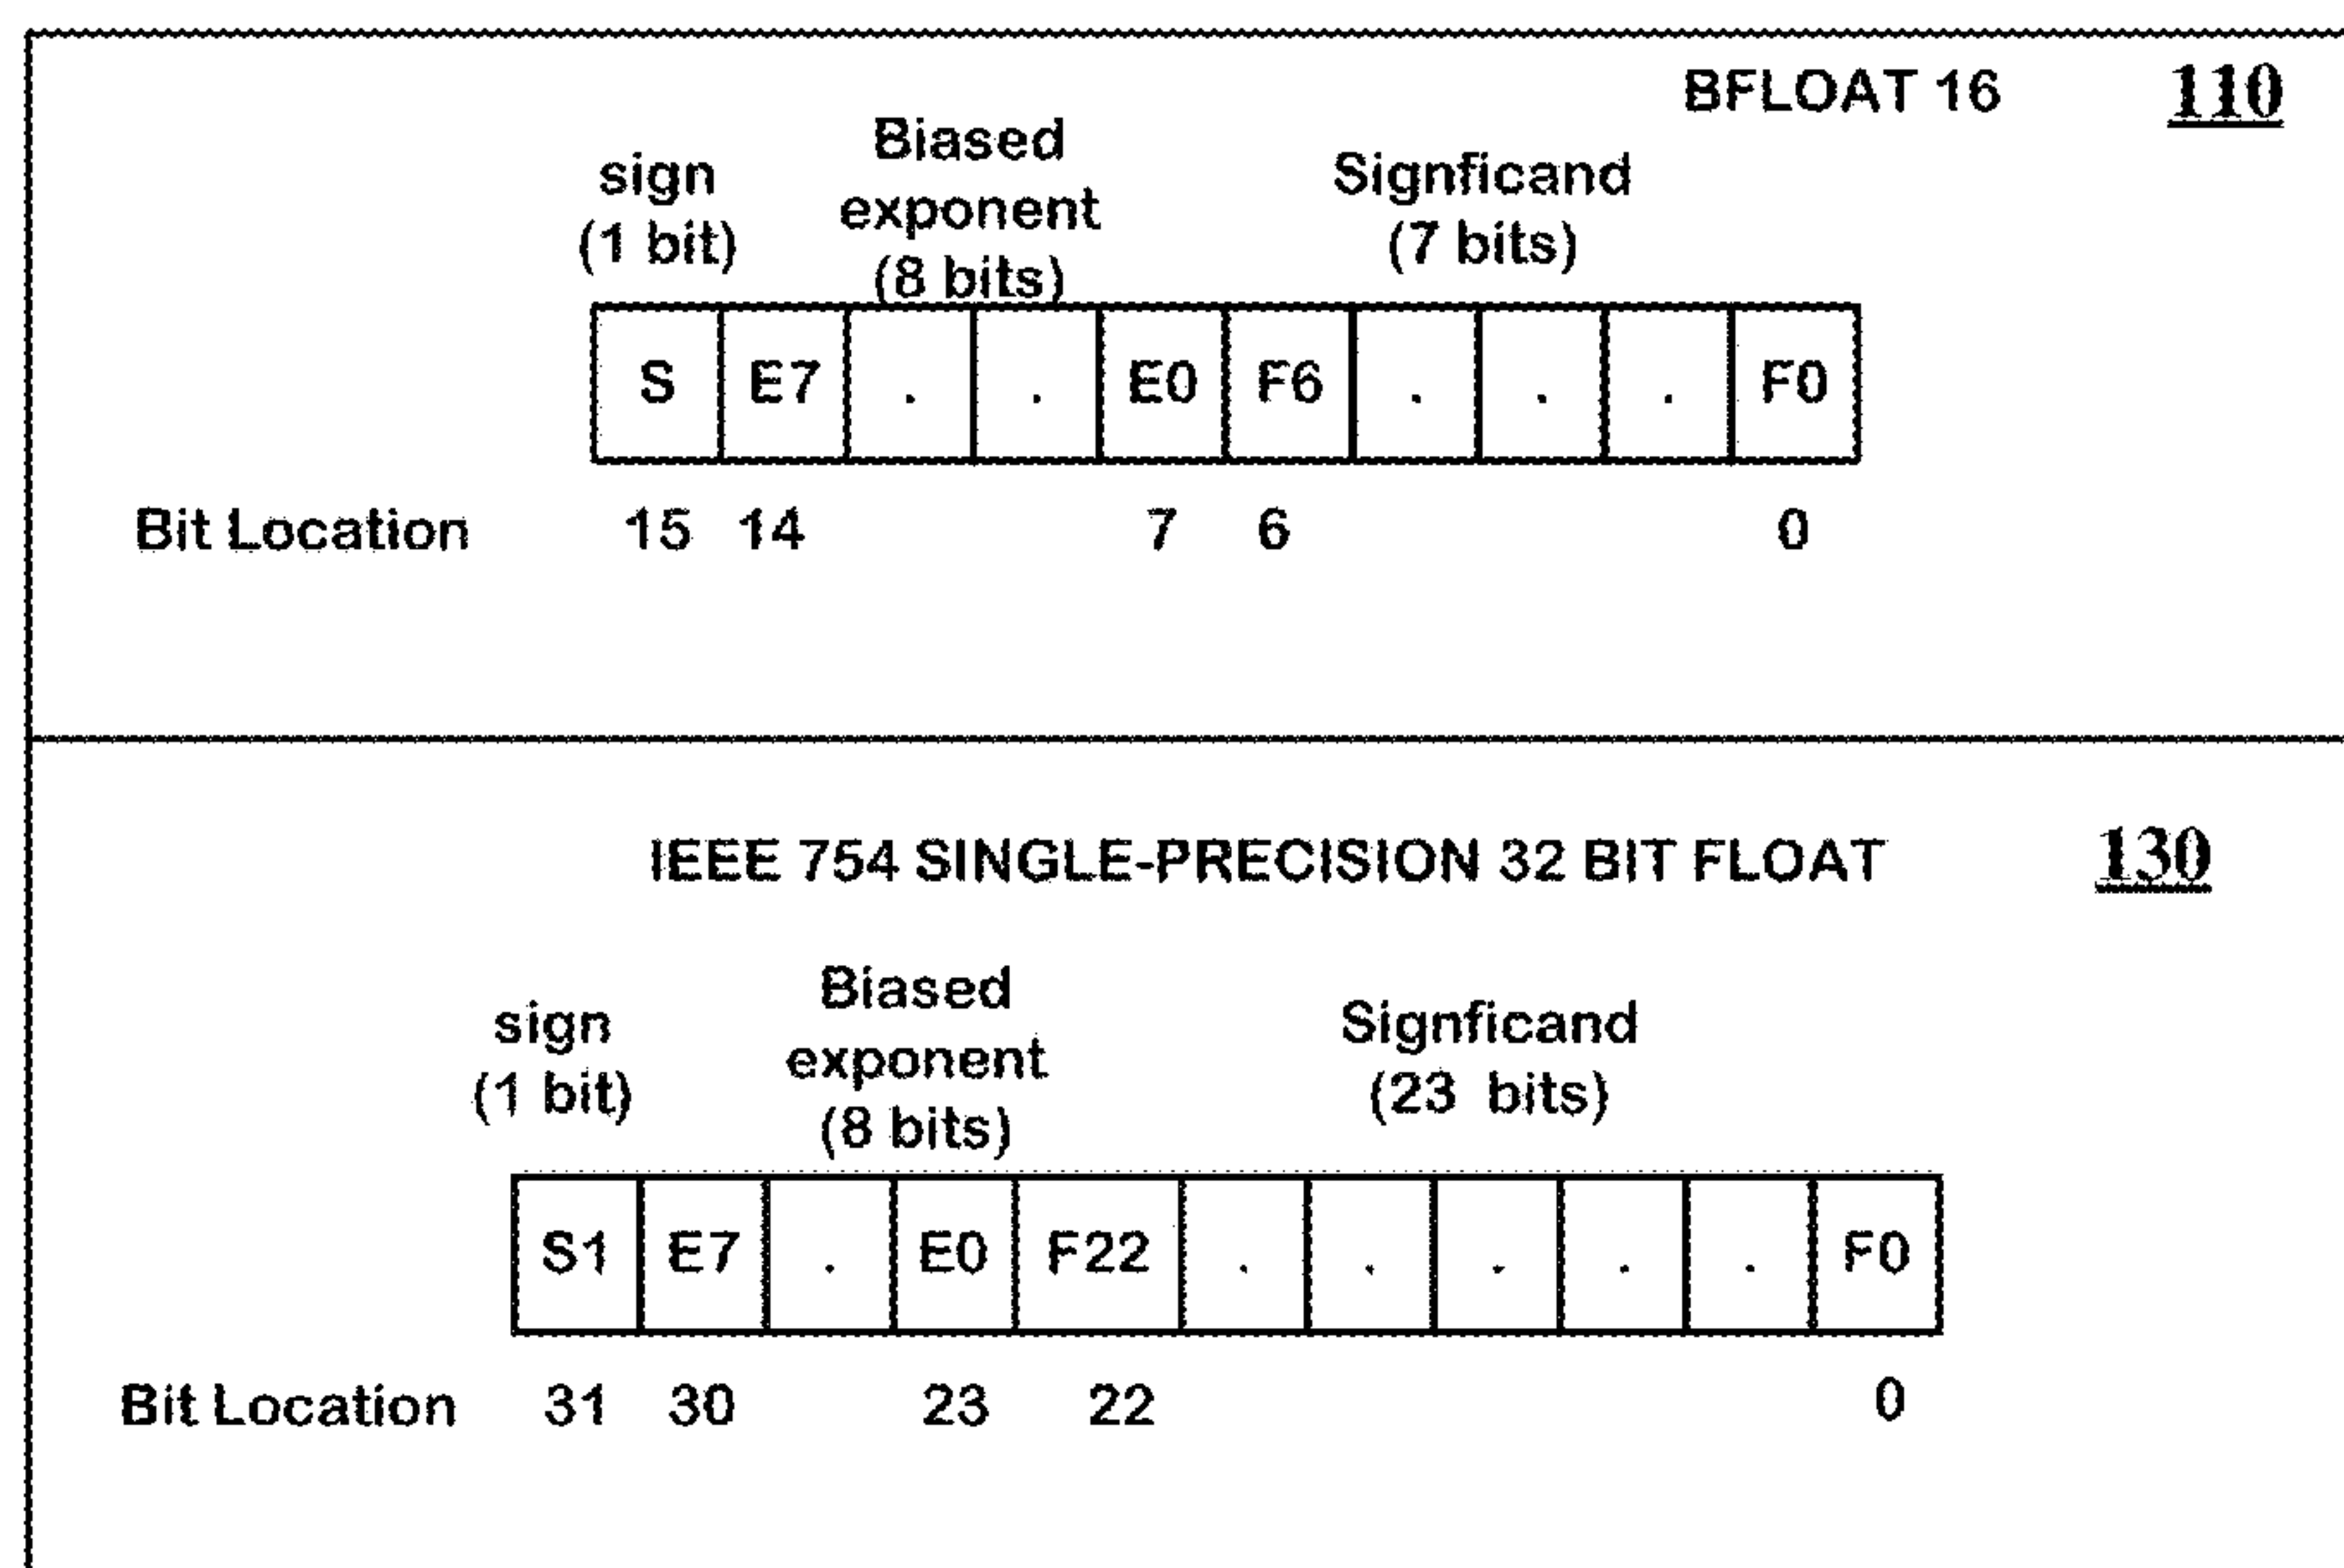 BFLOAT 16 110
sign
(1 bit)
Biased
exponent
(8 bits)
Signficand
(7 bits)
S E7 . . E0 F6 . . . F0
Bit Location 15 14 7 6 0
IEEE 754 SINGLE-PRECISION 32 BIT FLOAT 130
sign
(1 bit)
Biased
exponent
(8 bits)
Signficand
(23 bits)
S1 E7 . E0 F22 . . . . . F0
Bit Location 31 30 23 22 0